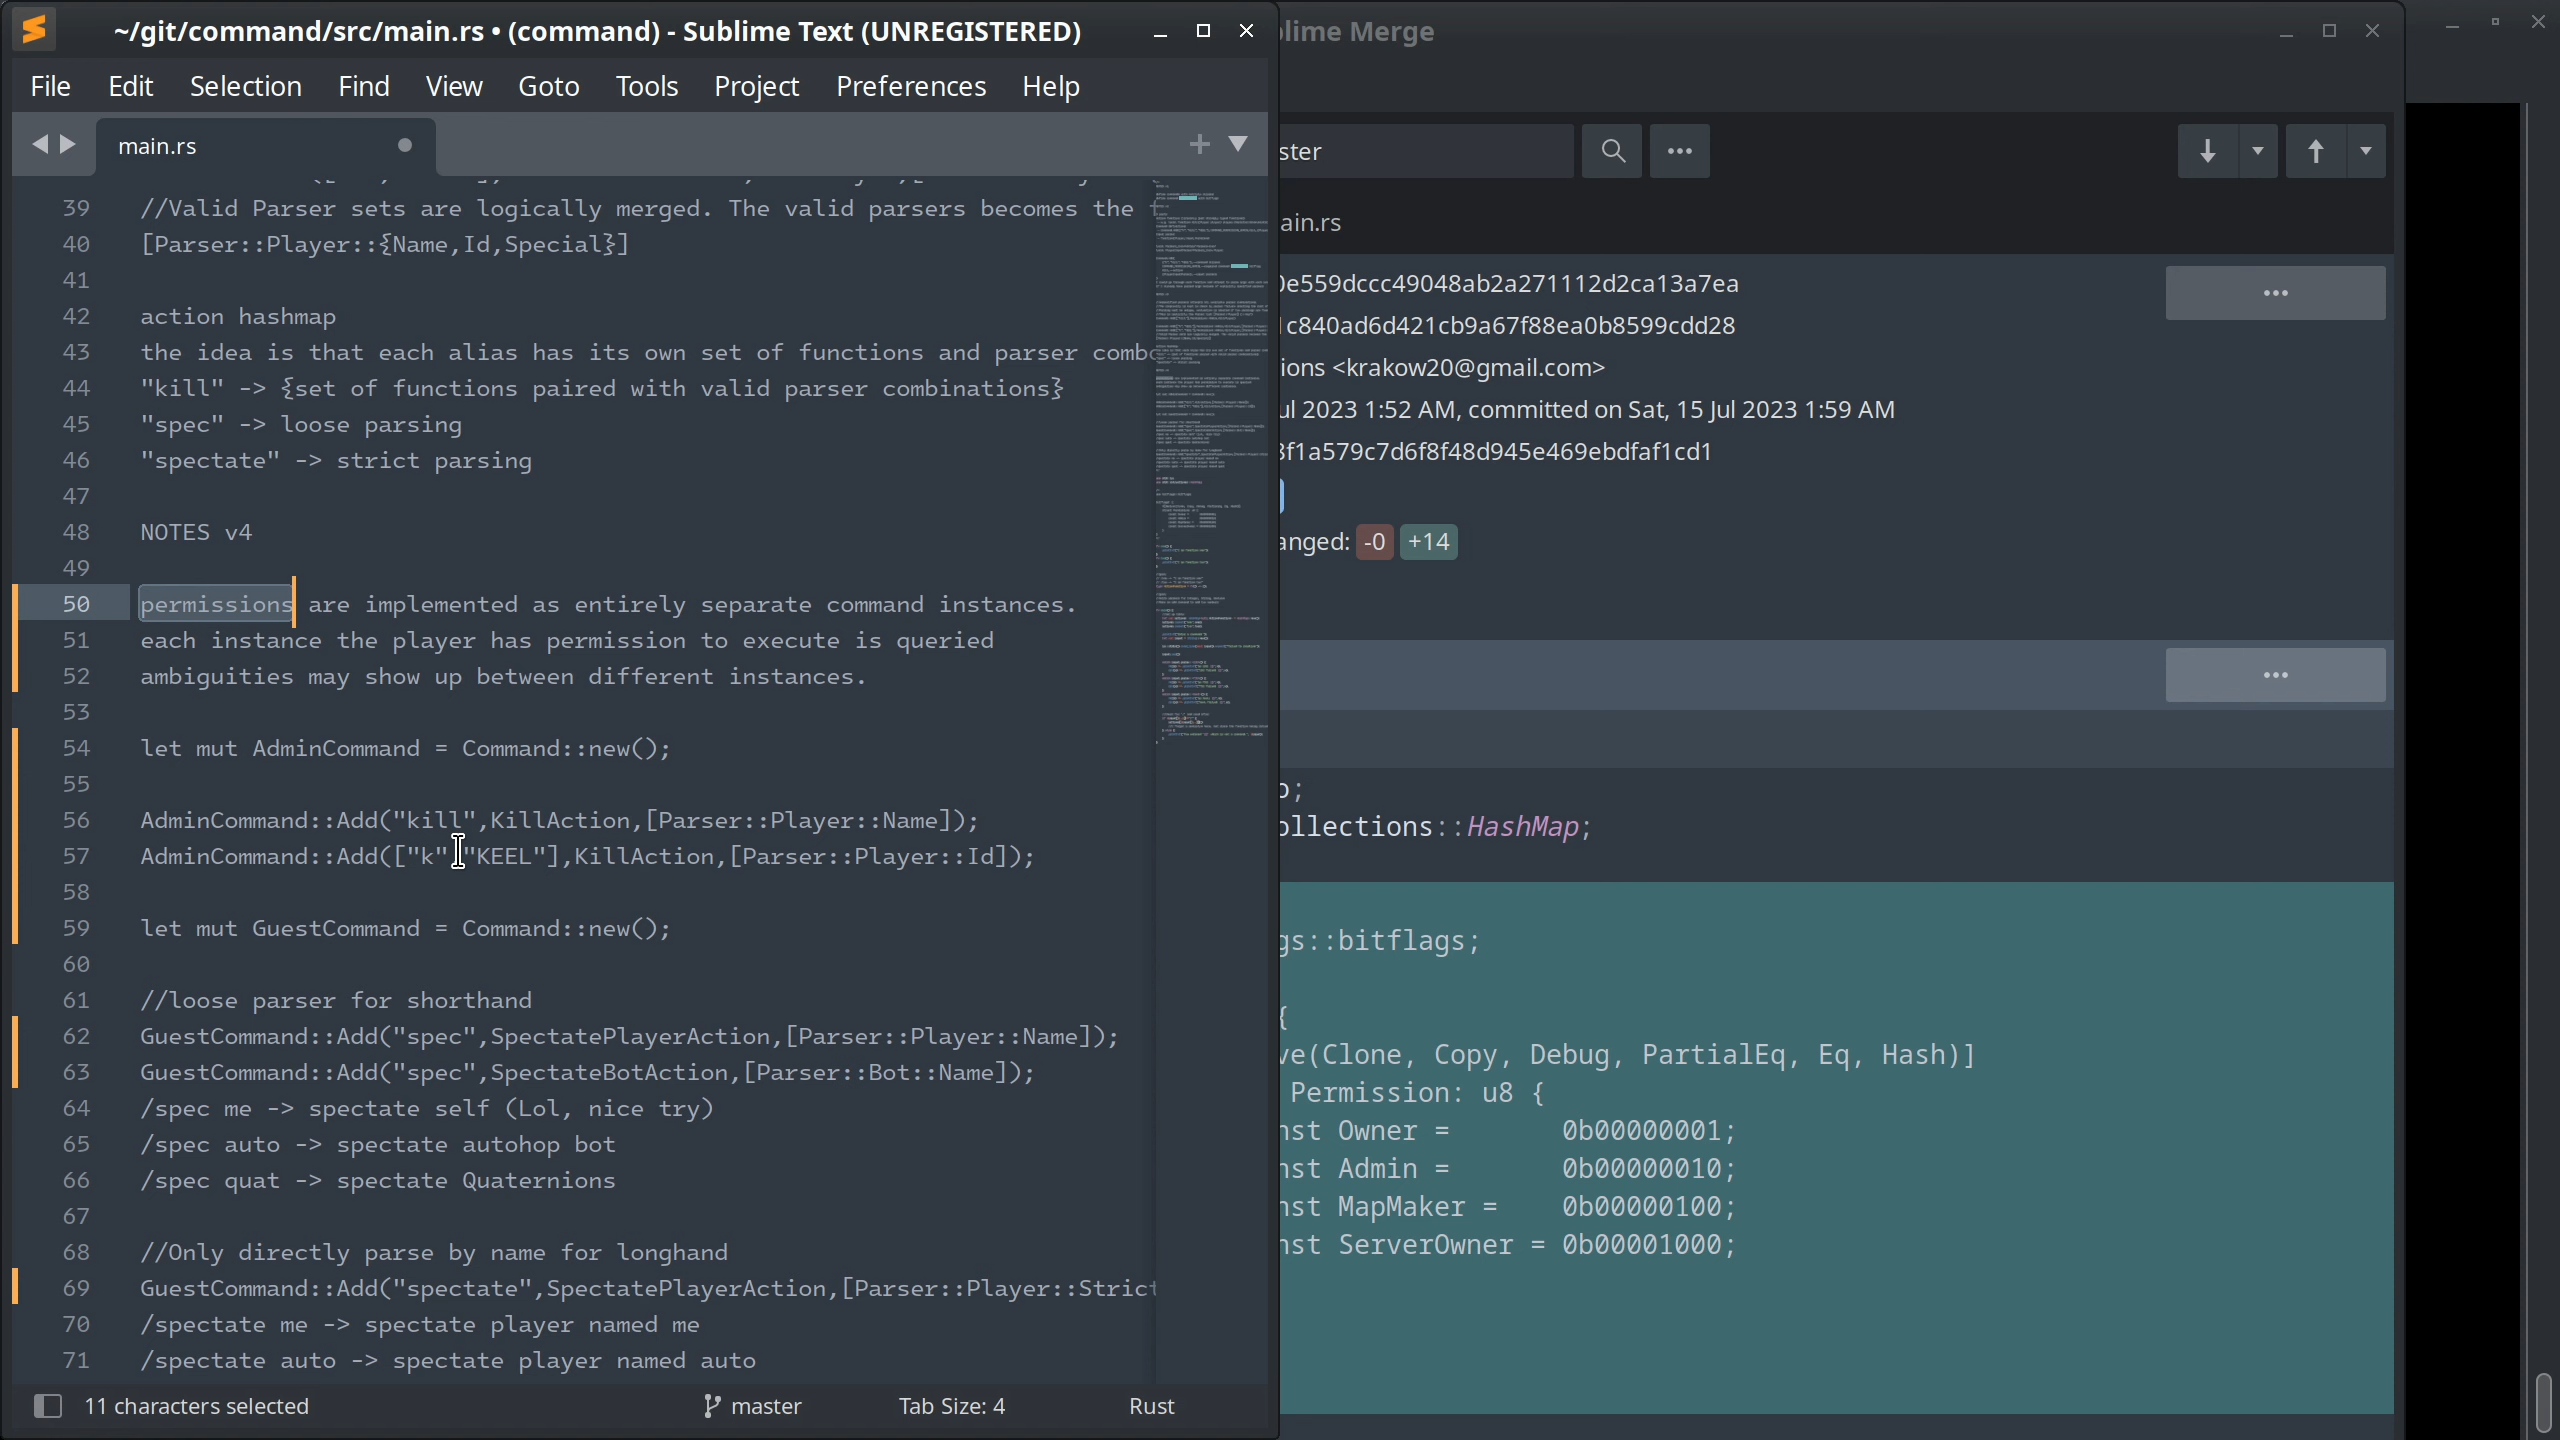 ~/git/command/src/main.rs • (command) - Sublime Text (UNREGISTERED)
File Edit Selection Find View Goto Tools Project Preferences Help
main.rs
39 //Valid Parser sets are logically merged. The valid parsers becomes the
40 [Parser::Player::{Name,Id,Special}]
41
42 action hashmap
43 the idea is that each alias has its own set of functions and parser comb
44 "kill" -> {set of functions paired with valid parser combinations}
45 "spec" -> loose parsing
46 "spectate" -> strict parsing
47
48 NOTES v4
49
50 permissions are implemented as entirely separate command instances.
51 each instance the player has permission to execute is queried
52 ambiguities may show up between different instances.
53
54 let mut AdminCommand = Command::new();
55
56 AdminCommand::Add("kill",KillAction,[Parser::Player::Name]);
57 AdminCommand::Add(["k" "KEEL"],KillAction,[Parser::Player::Id]);
58
59 let mut GuestCommand = Command::new();
60
61 //loose parser for shorthand
62 GuestCommand::Add("spec",SpectatePlayerAction,[Parser::Player::Name]);
63 GuestCommand::Add("spec",SpectateBotAction,[Parser::Bot::Name]);
64 /spec me -> spectate self (Lol, nice try)
65 /spec auto -> spectate autohop bot
66 /spec quat -> spectate Quaternions
67
68 //Only directly parse by name for longhand
69 GuestCommand::Add("spectate",SpectatePlayerAction,[Parser::Player::Strict
70 /spectate me -> spectate player named me
71 /spectate auto -> spectate player named auto
11 characters selected master Tab Size: 4 Rust
lime Merge
ster
ain.rs
e559dccc49048ab2a271112d2ca13a7ea
c840ad6d421cb9a67f88ea0b8599cdd28
ions <krakow20@gmail.com>
ul 2023 1:52 AM, committed on Sat, 15 Jul 2023 1:59 AM
f1a579c7d6f8f48d945e469ebdfaf1cd1
anged: -0 +14
o;
ollections::HashMap;
gs::bitflags;
{
ve(Clone, Copy, Debug, PartialEq, Eq, Hash)]
Permission: u8 {
nst Owner = 0b00000001;
nst Admin = 0b00000010;
nst MapMaker = 0b00000100;
nst ServerOwner = 0b00001000;